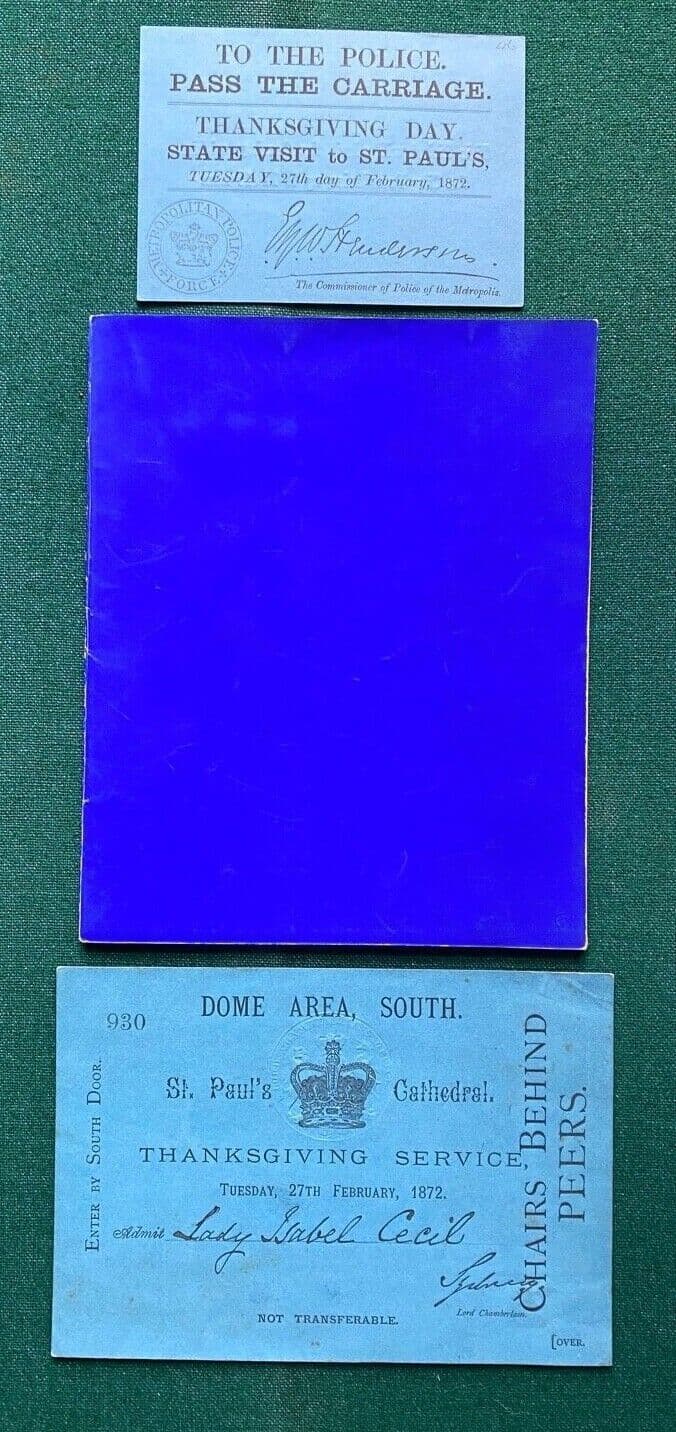 TO THE POLICE.
PASS THE CARRIAGE.
THANKSGIVING DAY.
STATE VISIT to ST. PAUL'S,
TUESDAY, 27th day of February, 1872.
METROPOLITAN POLICE FORCE
EyW Henderson.
The Commissioner of Police of the Metropolis.
DOME AREA, SOUTH.
930
St. Paul's Cathedral.
THANKSGIVING SERVICE,
TUESDAY, 27TH FEBRUARY, 1872.
Admit Lady Isabel Cecil
Sydney
Lord Chamberlain.
NOT TRANSFERABLE.
[OVER.
ENTER BY SOUTH DOOR.
CHAIRS BEHIND
PEERS.